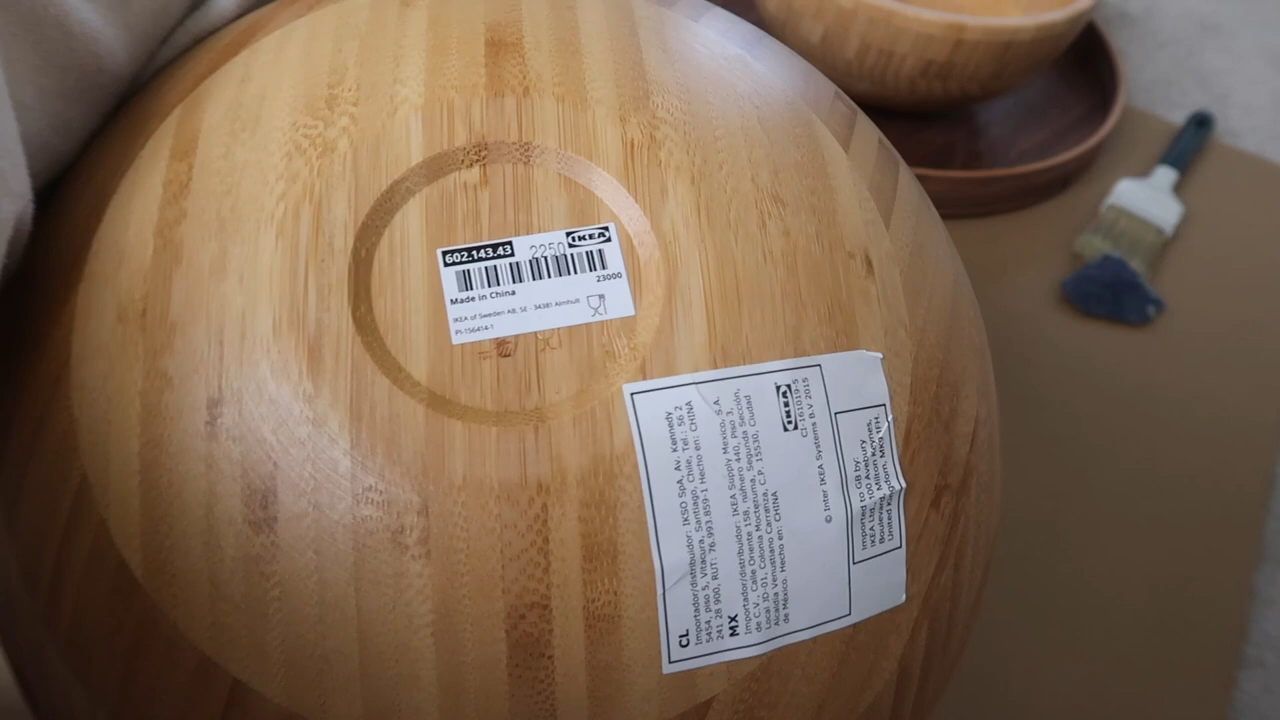 602.143.43
2250
IKEA
23000
Made in China
IKEA of Sweden AB, SE - 34381 Älmhult
PI-156414-1
CL
Importador/distribuidor: IKSO SpA, Av. Kennedy
5454, piso 5, Vitacura, Santiago, Chile, Tel.: 56 2
241 28 900, RUT: 76.993.859-1 Hecho en: CHINA
MX
Importador/distribuidor: IKEA Supply Mexico, S.A.
de C.V., Calle Oriente 158, número 440, Piso 3,
Local JD-01, Colonia Moctezuma, Segunda Sección,
Alcaldía Venustiano Carranza, C.P. 15530, Ciudad
de México. Hecho en: CHINA
© Inter IKEA Systems B.V 2015
IKEA
CI-161019-5
Imported to GB by:
IKEA Ltd., 100 Avebury
Boulevard, Milton Keynes,
United Kingdom, MK9 1FH.